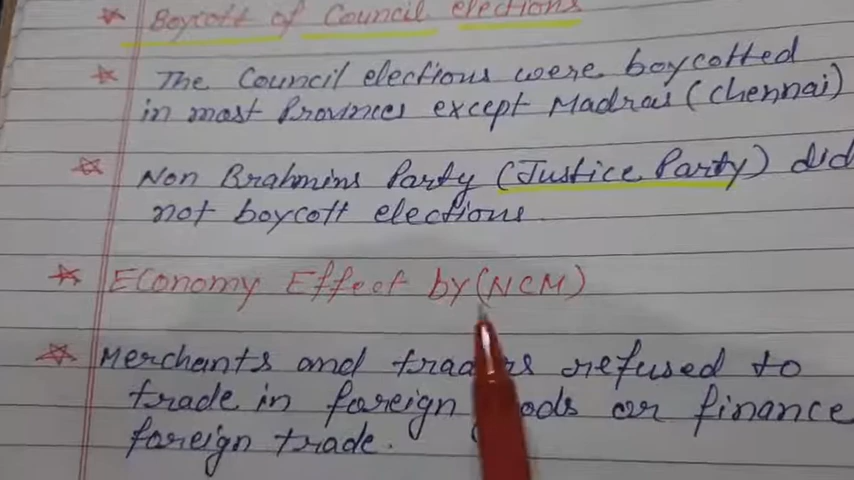 Boycott of Council elections
The Council elections were boycotted
in most Provinces except Madras (Chennai)
Non Brahmins Party (Justice Party) did
not boycott elections.
Economy Effect by (NCM)
Merchants and traders refused to
trade in foreign goods or finance
foreign trade.